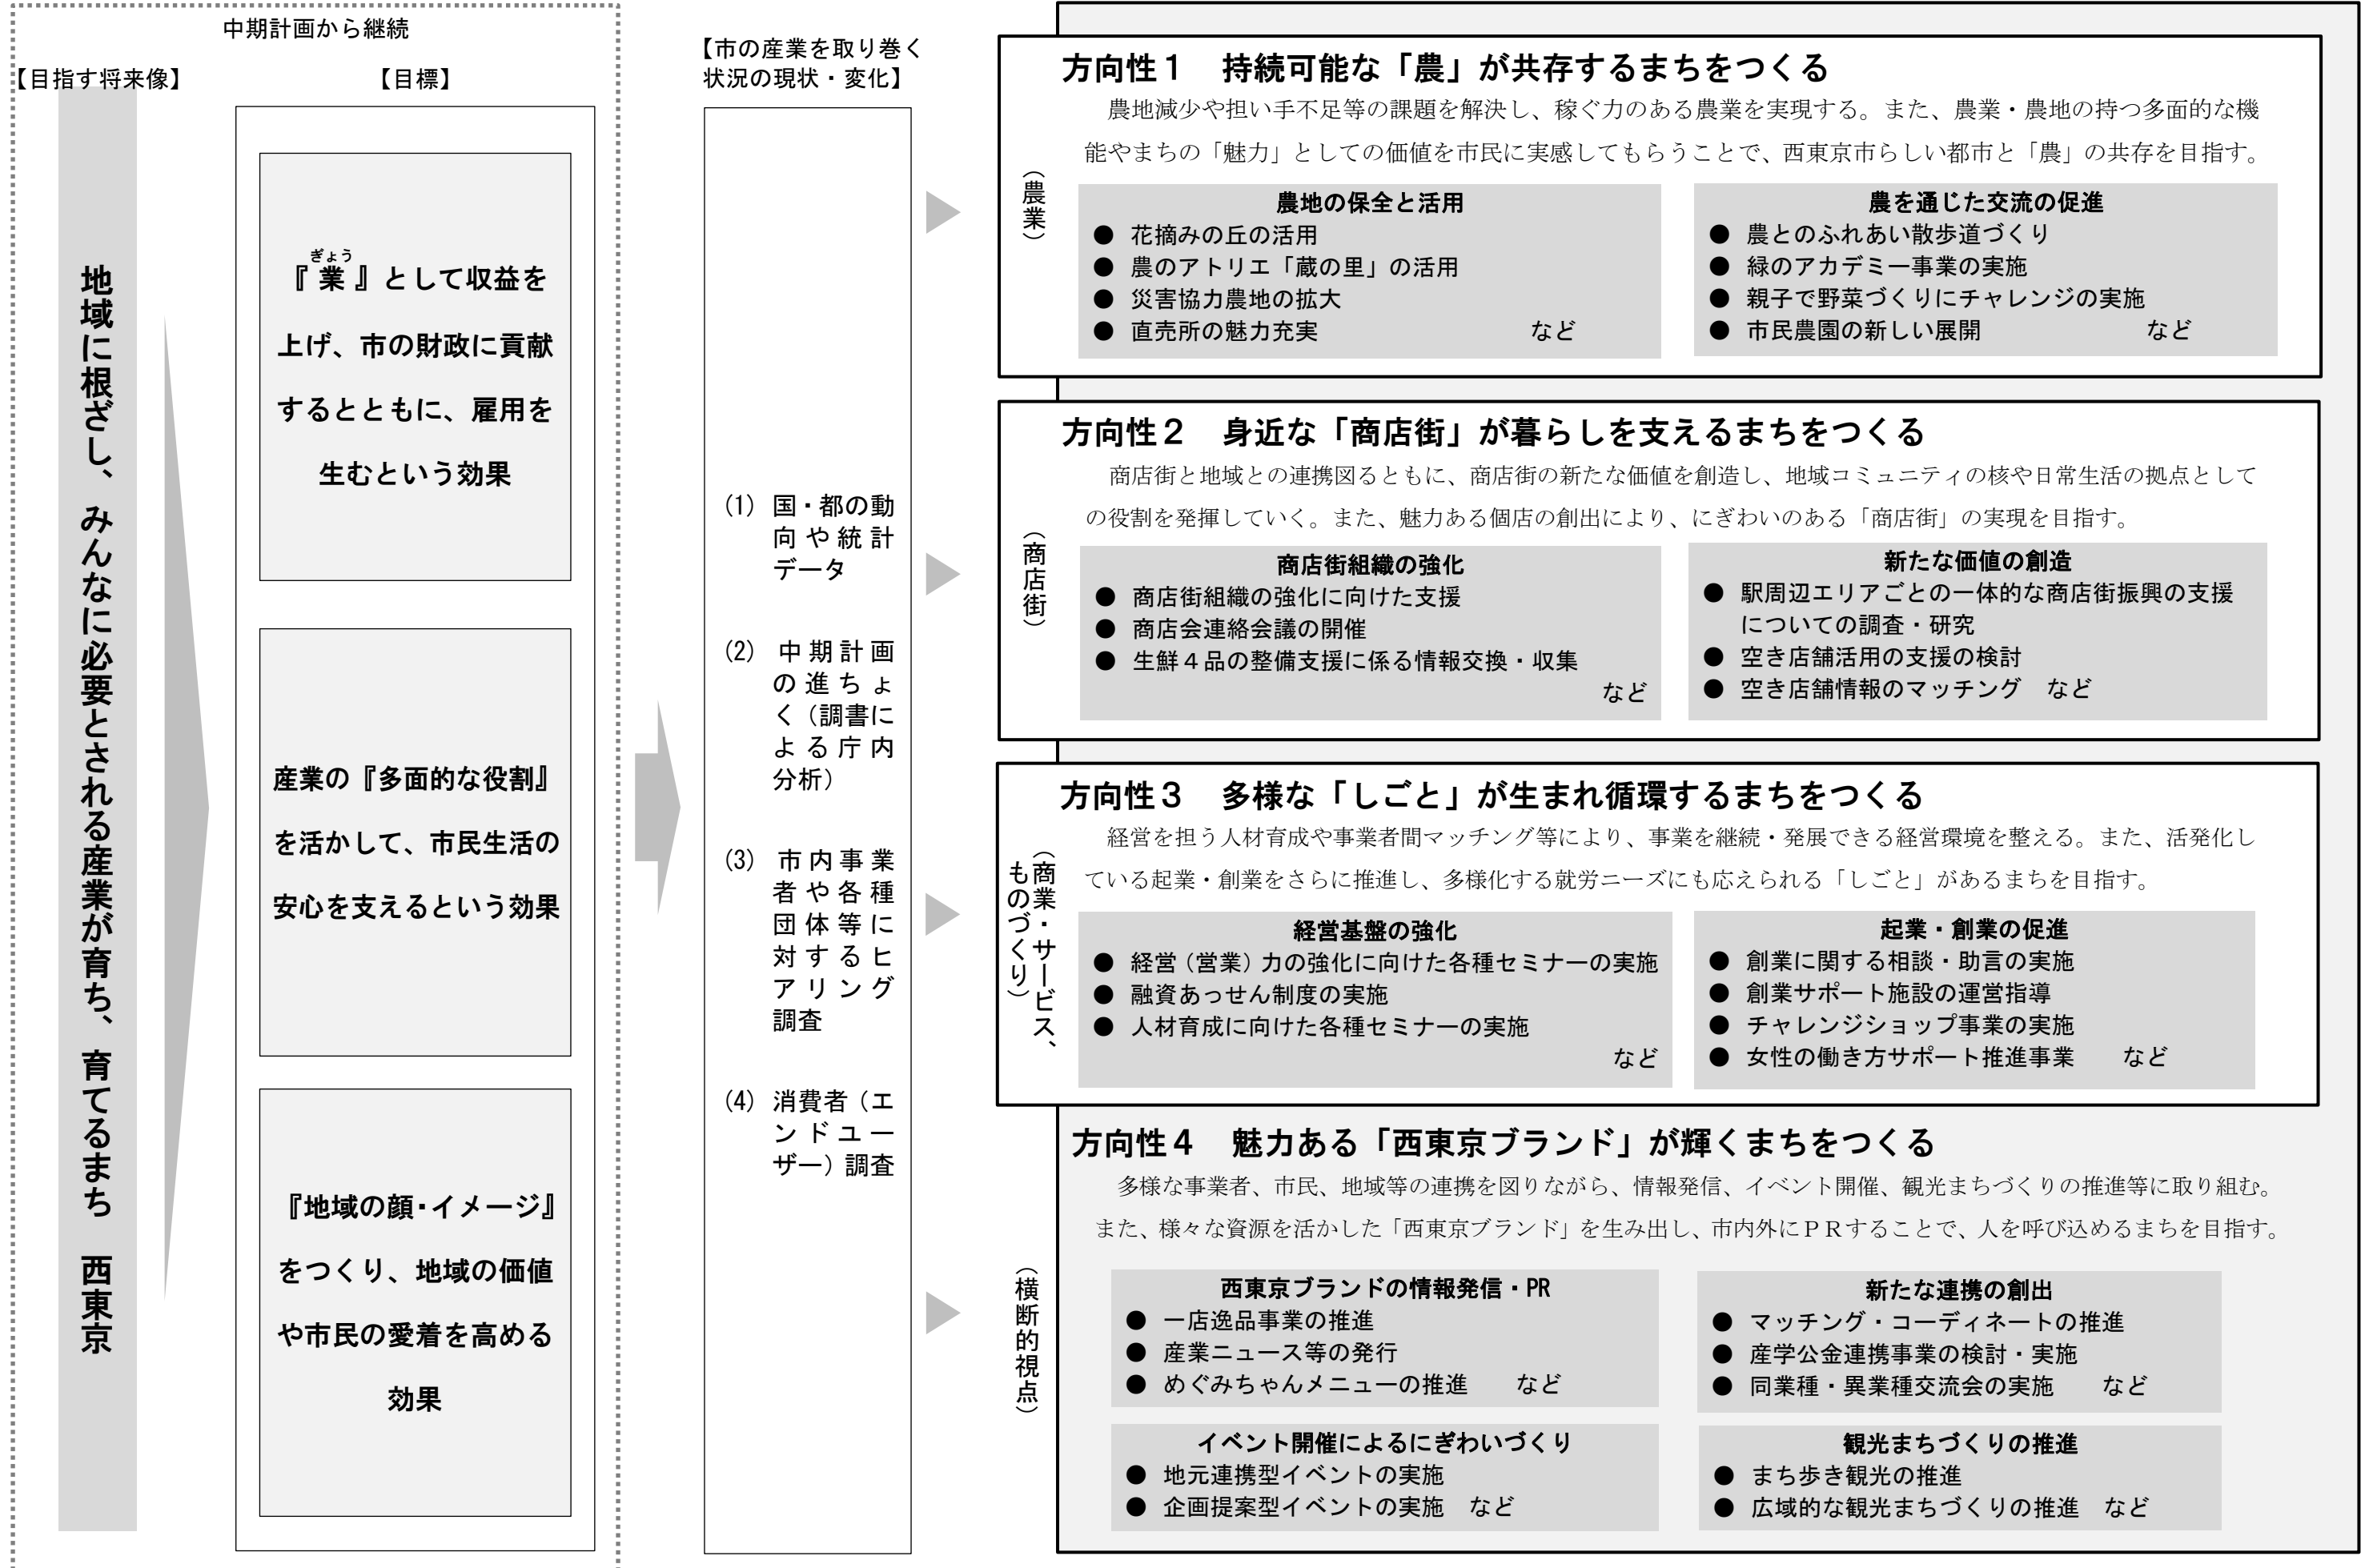 中期計画から継続
【目指す将来像】
地域に根ざし、みんなに必要とされる産業が育ち、育てるまち　西東京
【目標】
ぎょう
『業』として収益を
上げ、市の財政に貢献
するとともに、雇用を
生むという効果
産業の『多面的な役割』
を活かして、市民生活の
安心を支えるという効果
『地域の顔・イメージ』
をつくり、地域の価値
や市民の愛着を高める
効果
【市の産業を取り巻く
状況の現状・変化】
(1) 国・都の動
向や統計
データ
(2) 中期計画
の進ちょ
く（調書に
よる庁内
分析）
(3) 市内事業
者や各種
団体等に
対するヒ
アリング
調査
(4) 消費者（エ
ンドユー
ザー）調査
方向性１　持続可能な「農」が共存するまちをつくる
（農業）
農地減少や担い手不足等の課題を解決し、稼ぐ力のある農業を実現する。また、農業・農地の持つ多面的な機
能やまちの「魅力」としての価値を市民に実感してもらうことで、西東京市らしい都市と「農」の共存を目指す。
農地の保全と活用
● 花摘みの丘の活用
● 農のアトリエ「蔵の里」の活用
● 災害協力農地の拡大
● 直売所の魅力充実　など
農を通じた交流の促進
● 農とのふれあい散歩道づくり
● 緑のアカデミー事業の実施
● 親子で野菜づくりにチャレンジの実施
● 市民農園の新しい展開　など
方向性２　身近な「商店街」が暮らしを支えるまちをつくる
（商店街）
商店街と地域との連携図るともに、商店街の新たな価値を創造し、地域コミュニティの核や日常生活の拠点として
の役割を発揮していく。また、魅力ある個店の創出により、にぎわいのある「商店街」の実現を目指す。
商店街組織の強化
● 商店街組織の強化に向けた支援
● 商店会連絡会議の開催
● 生鮮４品の整備支援に係る情報交換・収集
など
新たな価値の創造
● 駅周辺エリアごとの一体的な商店街振興の支援
についての調査・研究
● 空き店舗活用の支援の検討
● 空き店舗情報のマッチング　など
方向性３　多様な「しごと」が生まれ循環するまちをつくる
（商業・サービス、
ものづくり）
経営を担う人材育成や事業者間マッチング等により、事業を継続・発展できる経営環境を整える。また、活発化し
ている起業・創業をさらに推進し、多様化する就労ニーズにも応えられる「しごと」があるまちを目指す。
経営基盤の強化
● 経営（営業）力の強化に向けた各種セミナーの実施
● 融資あっせん制度の実施
● 人材育成に向けた各種セミナーの実施
など
起業・創業の促進
● 創業に関する相談・助言の実施
● 創業サポート施設の運営指導
● チャレンジショップ事業の実施
● 女性の働き方サポート推進事業　など
方向性４　魅力ある「西東京ブランド」が輝くまちをつくる
（横断的視点）
多様な事業者、市民、地域等の連携を図りながら、情報発信、イベント開催、観光まちづくりの推進等に取り組む。
また、様々な資源を活かした「西東京ブランド」を生み出し、市内外にＰＲすることで、人を呼び込めるまちを目指す。
西東京ブランドの情報発信・PR
● 一店逸品事業の推進
● 産業ニュース等の発行
● めぐみちゃんメニューの推進　など
新たな連携の創出
● マッチング・コーディネートの推進
● 産学公金連携事業の検討・実施
● 同業種・異業種交流会の実施　など
イベント開催によるにぎわいづくり
● 地元連携型イベントの実施
● 企画提案型イベントの実施　など
観光まちづくりの推進
● まち歩き観光の推進
● 広域的な観光まちづくりの推進　など